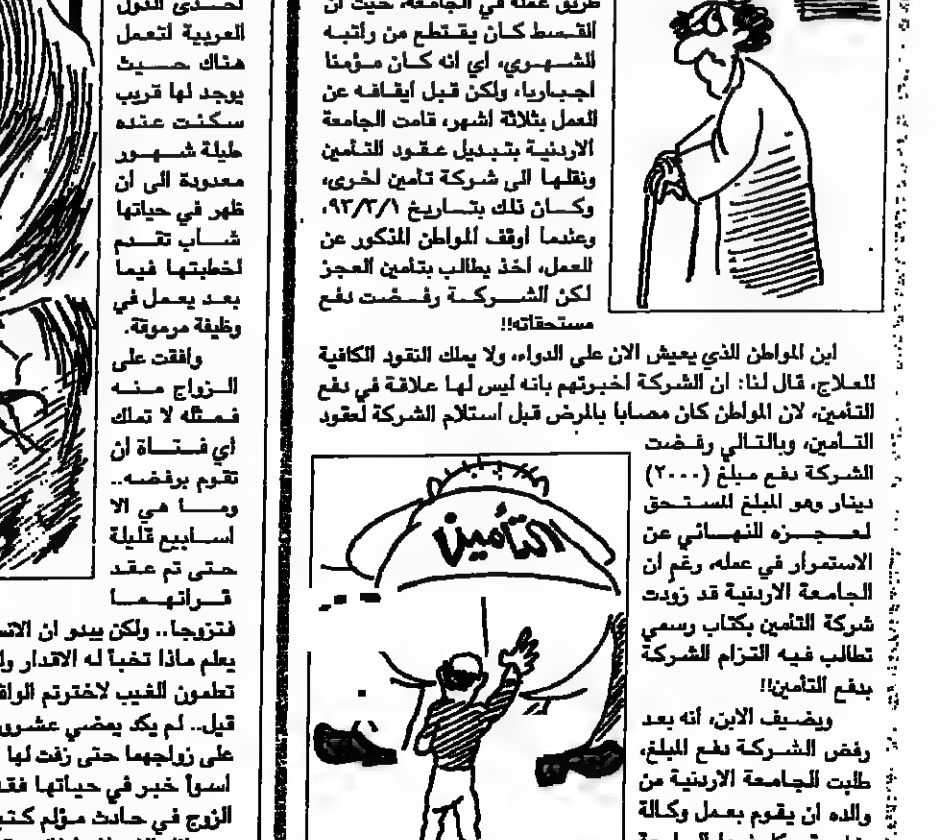 طريق عمله في الجامعة، حيث ان
القسط كان يقتطع من راتبه
الشهري، اي انه كان مؤمنا
اجباريا، ولكن قبل ايقافه عن
العمل بثلاثة اشهر، قامت الجامعة
الاردنية بتبديل عقود التأمين
ونقلها الى شركة تأمين اخرى،
وكان ذلك بتاريخ ٩٣/٣/١،
وعندما اوقف المواطن المذكور عن
العمل، اخذ يطالب بتأمين العجز
لكن الشركة رفضت دفع
مستحقاته!!
ابن المواطن الذي يعيش الان على الدواء، ولا يملك النقود الكافية
للعلاج، قال لنا: ان الشركة اخبرتهم بانه ليس لها علاقة في دفع
التأمين، لان المواطن كان مصابا بالمرض قبل استلام الشركة لعقود
التأمين، وبالتالي رفضت
الشركة دفع مبلغ (٢٠٠٠)
دينار وهو المبلغ المستحق
لعجزه النهائي عن
الاستمرار في عمله، رغم ان
الجامعة الاردنية قد زودت
شركة التأمين بكتاب رسمي
تطالب فيه التزام الشركة
بدفع التأمين!!
ويضيف الابن، انه بعد
رفض الشركة دفع المبلغ،
طلبت الجامعة الاردنية من
والده ان يقوم بعمل وكالة
التأمين
لحدى الدول
العربية لتعمل
هناك حيث
يوجد لها قريب
سكنت عنده
طيلة شهور
معدودة الى ان
ظهر في حياتها
شاب تقدم
لخطبتها فيما
بعد يعمل في
وظيفة مرموقة.
وافقت على
الزواج منه
فمثله لا تملك
أي فتاة ان
تقوم برفضه..
وما هي الا
اسابيع قليلة
حتى تم عقد
قرانهما
فتزوجا.. ولكن يبدو ان
يعلم ماذا تخبأ له الاقدار
تعلمون الغيب لاخترتم
قيل.. لم يكد يمضي
على زواجهما حتى زفت لها
اسوأ خبر في حياتها
الزوج في حادث مؤلم